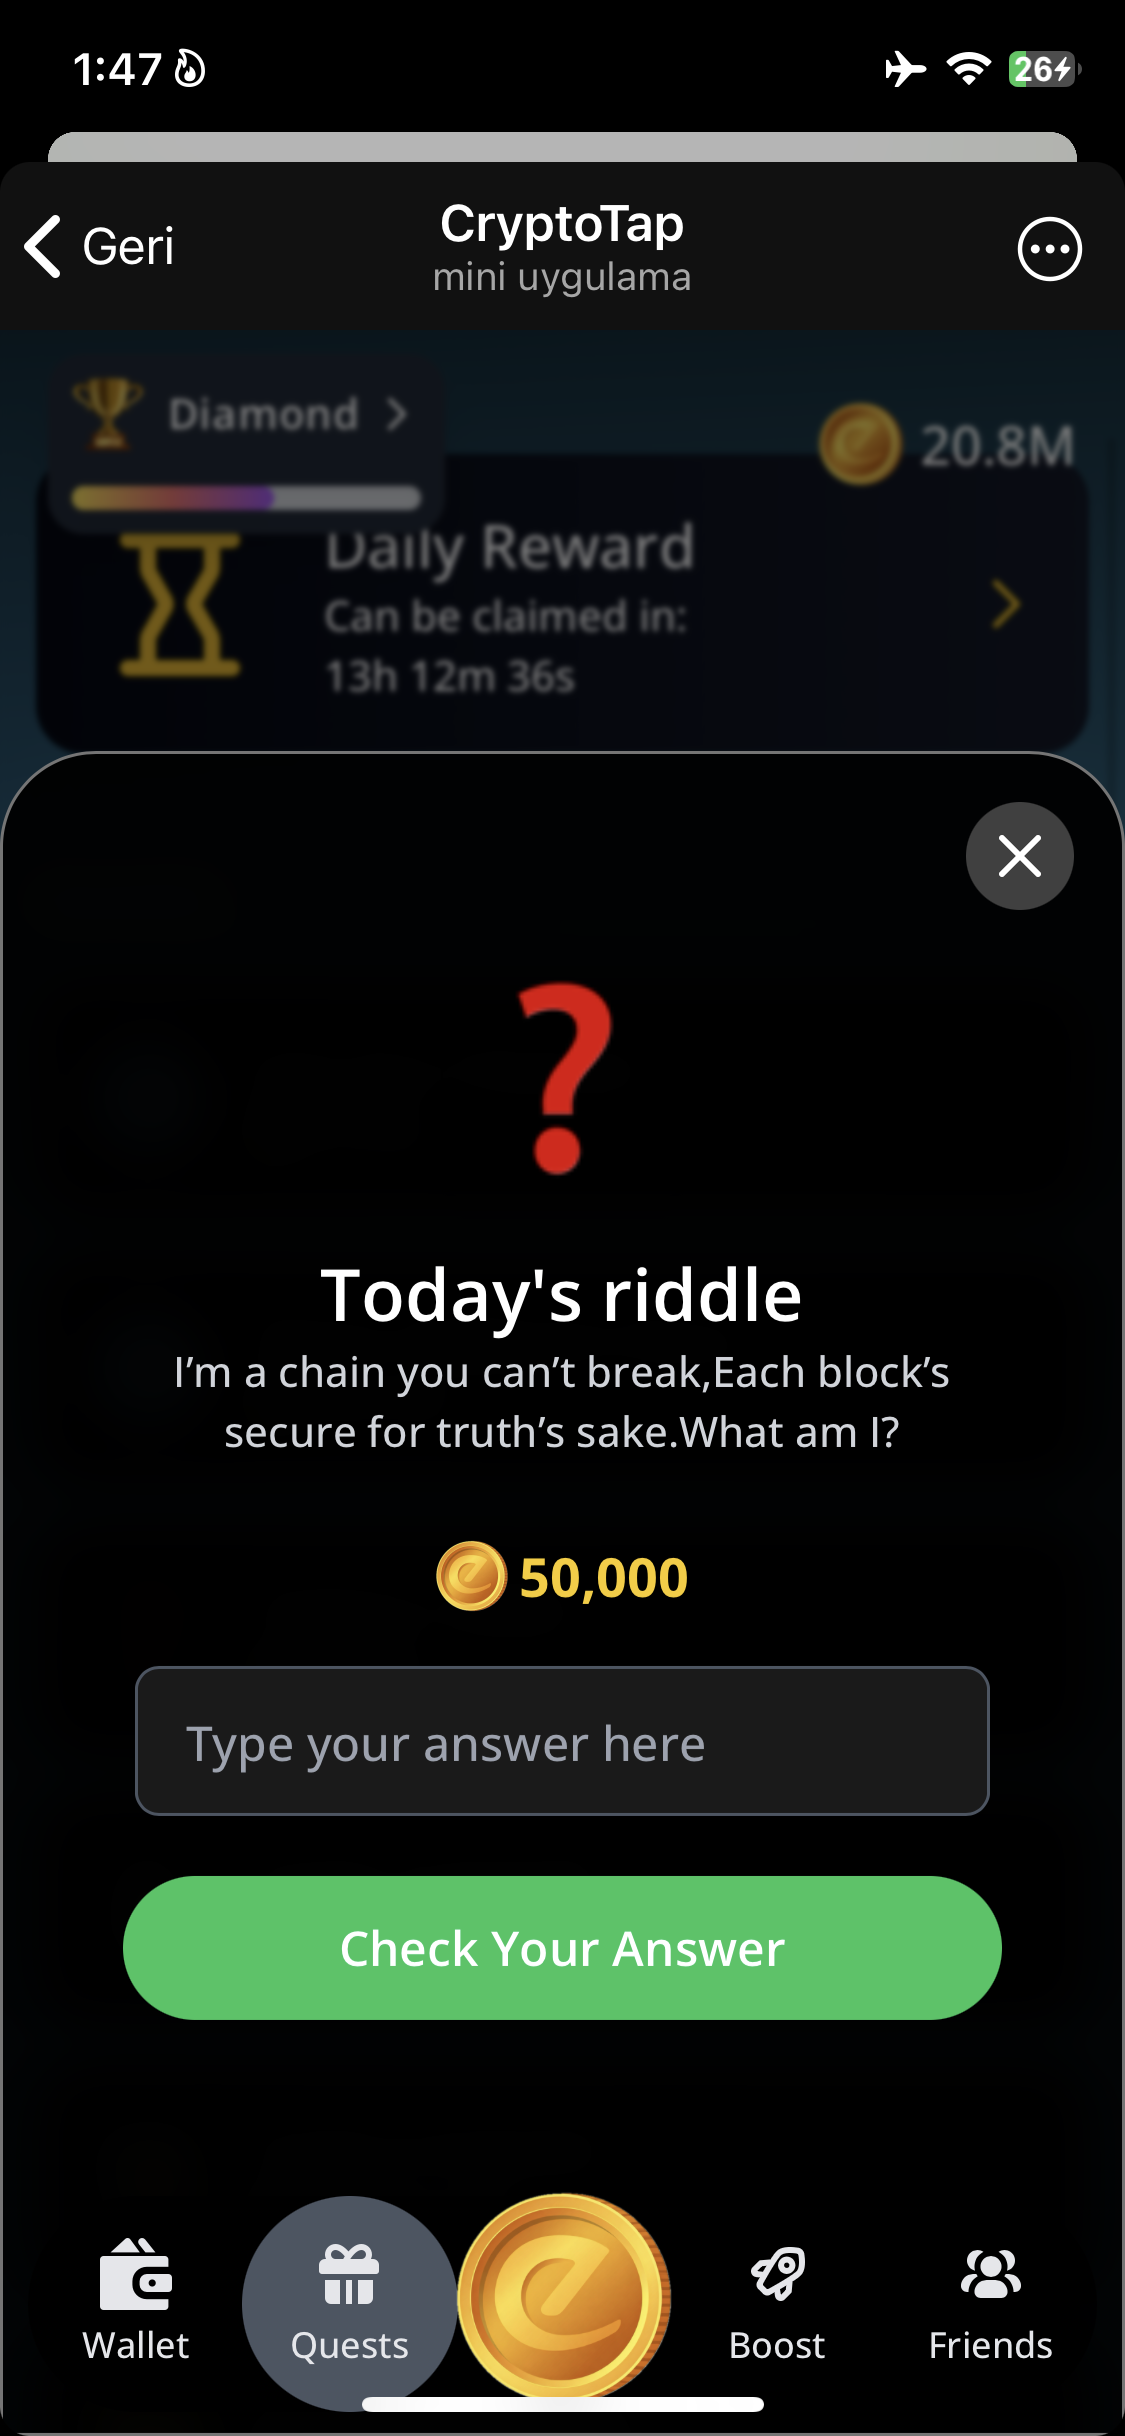 1:47
26
Geri
CryptoTap
mini uygulama
Diamond
20.8M
Daily Reward
Can be claimed in:
13h 12m 36s
?
Today's riddle
I’m a chain you can’t break,Each block’s
secure for truth’s sake.What am I?
50,000
Type your answer here
Check Your Answer
Wallet
Quests
Boost
Friends